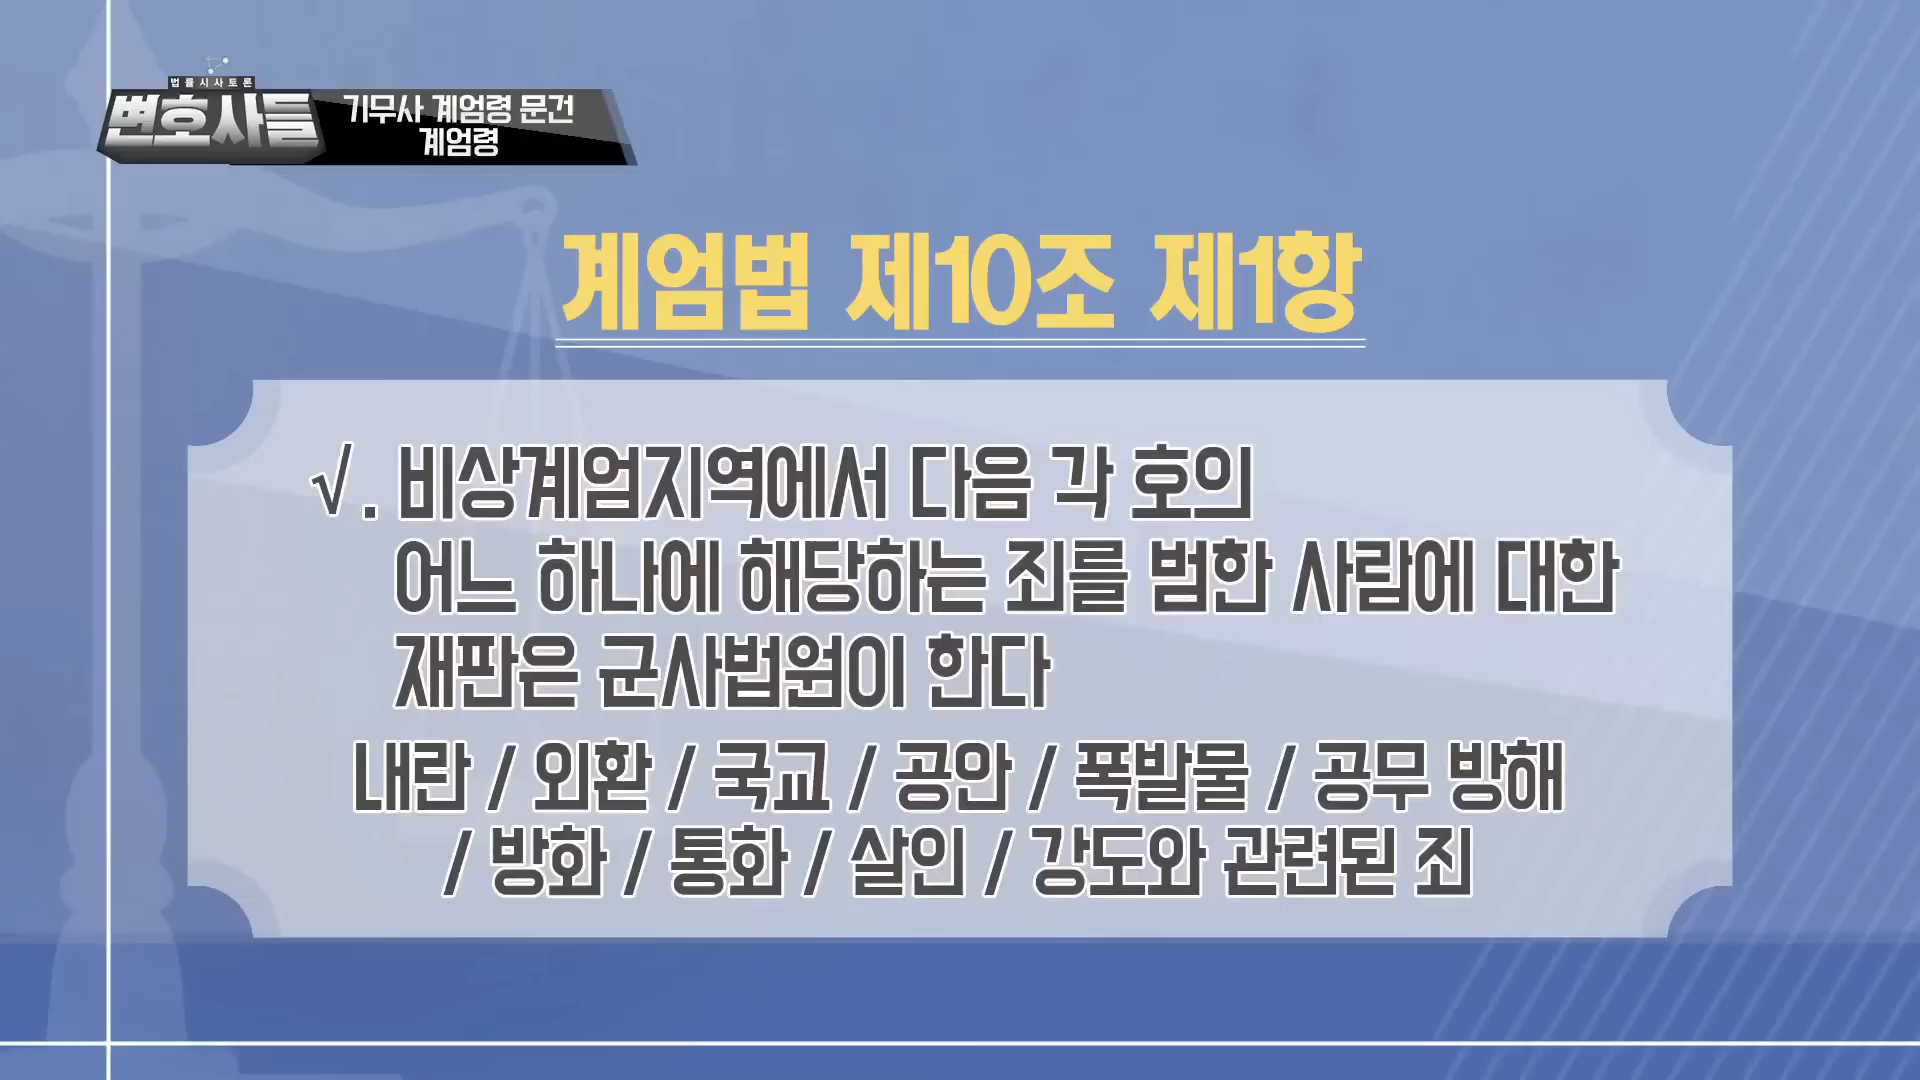 법률시사토론
변호사들
기무사 계엄령 문건
계엄령
계엄법 제10조 제1항
√. 비상계엄지역에서 다음 각 호의
어느 하나에 해당하는 죄를 범한 사람에 대한
재판은 군사법원이 한다
내란 / 외환 / 국교 / 공안 / 폭발물 / 공무 방해
/ 방화 / 통화 / 살인 / 강도와 관련된 죄